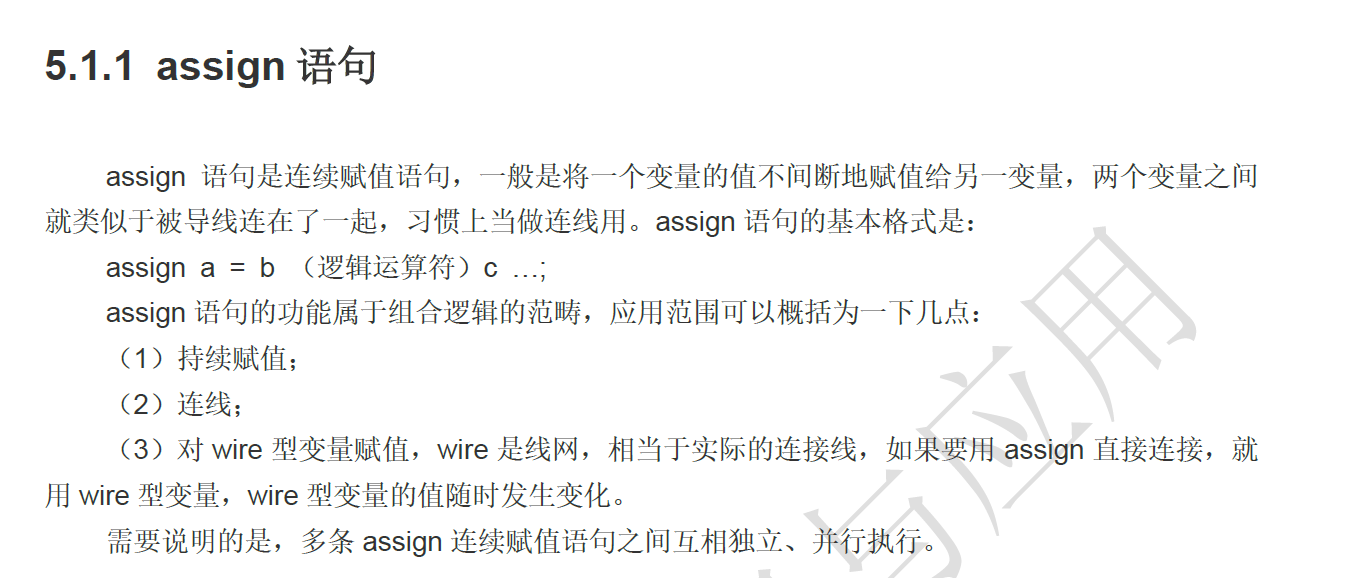 5.1.1 assign 语句
assign 语句是连续赋值语句，一般是将一个变量的值不间断地赋值给另一变量，两个变量之间
就类似于被导线连在了一起，习惯上当做连线用。assign 语句的基本格式是：
assign a = b （逻辑运算符）c …;
assign 语句的功能属于组合逻辑的范畴，应用范围可以概括为一下几点：
（1）持续赋值；
（2）连线；
（3）对 wire 型变量赋值，wire 是线网，相当于实际的连接线，如果要用 assign 直接连接，就
用 wire 型变量，wire 型变量的值随时发生变化。
需要说明的是，多条 assign 连续赋值语句之间互相独立、并行执行。
与应用